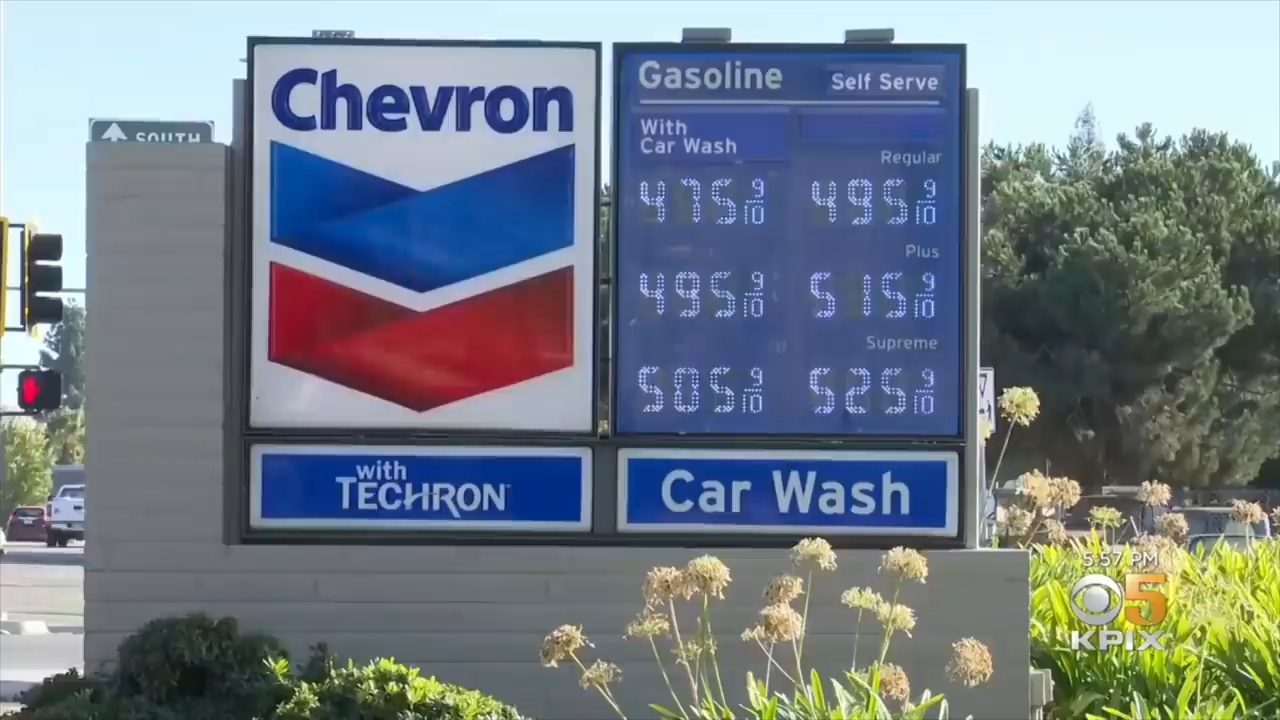 SOUTH
Chevron
with
TECHRON
Gasoline
Self Serve
With
Car Wash
Regular
475 9/10
495 9/10
Plus
495 9/10
515 9/10
Supreme
505 9/10
525 9/10
Car Wash
5:57 PM
5
KPIX